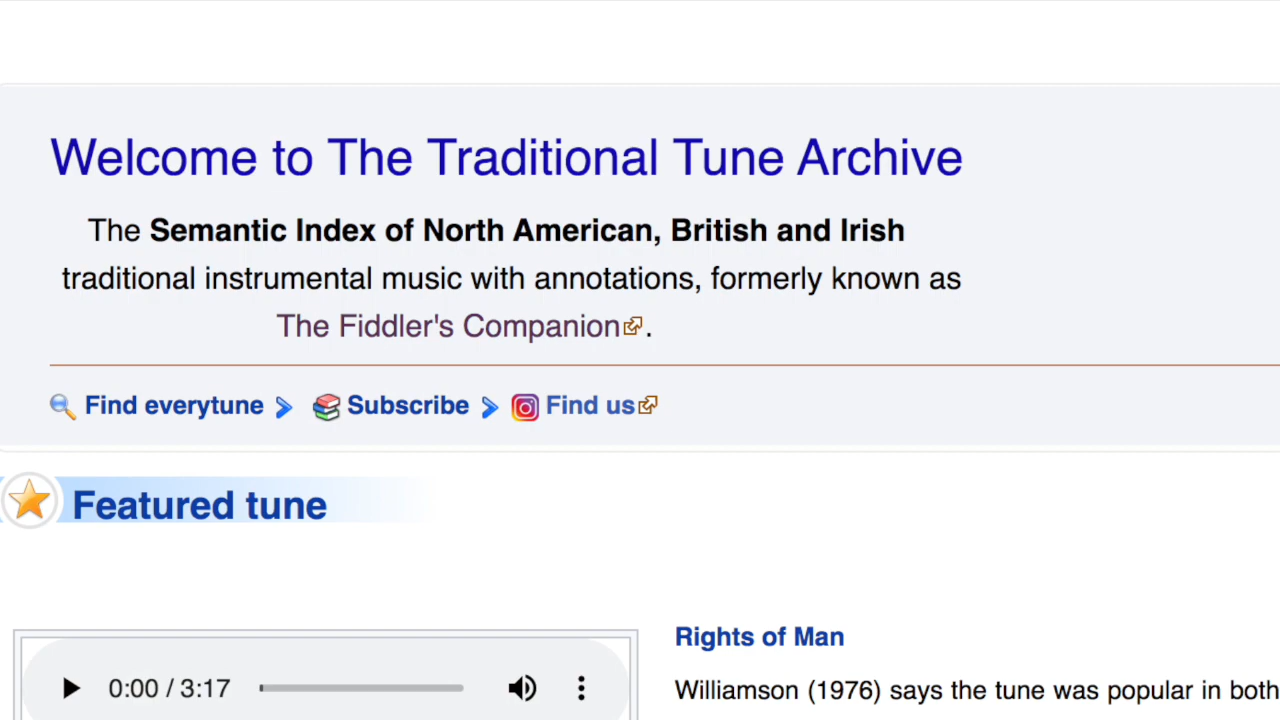 Welcome to The Traditional Tune Archive
The Semantic Index of North American, British and Irish
traditional instrumental music with annotations, formerly known as
The Fiddler's Companion.
Find everytune Subscribe Find us
Featured tune
Rights of Man
0:00 / 3:17
Williamson (1976) says the tune was popular in both